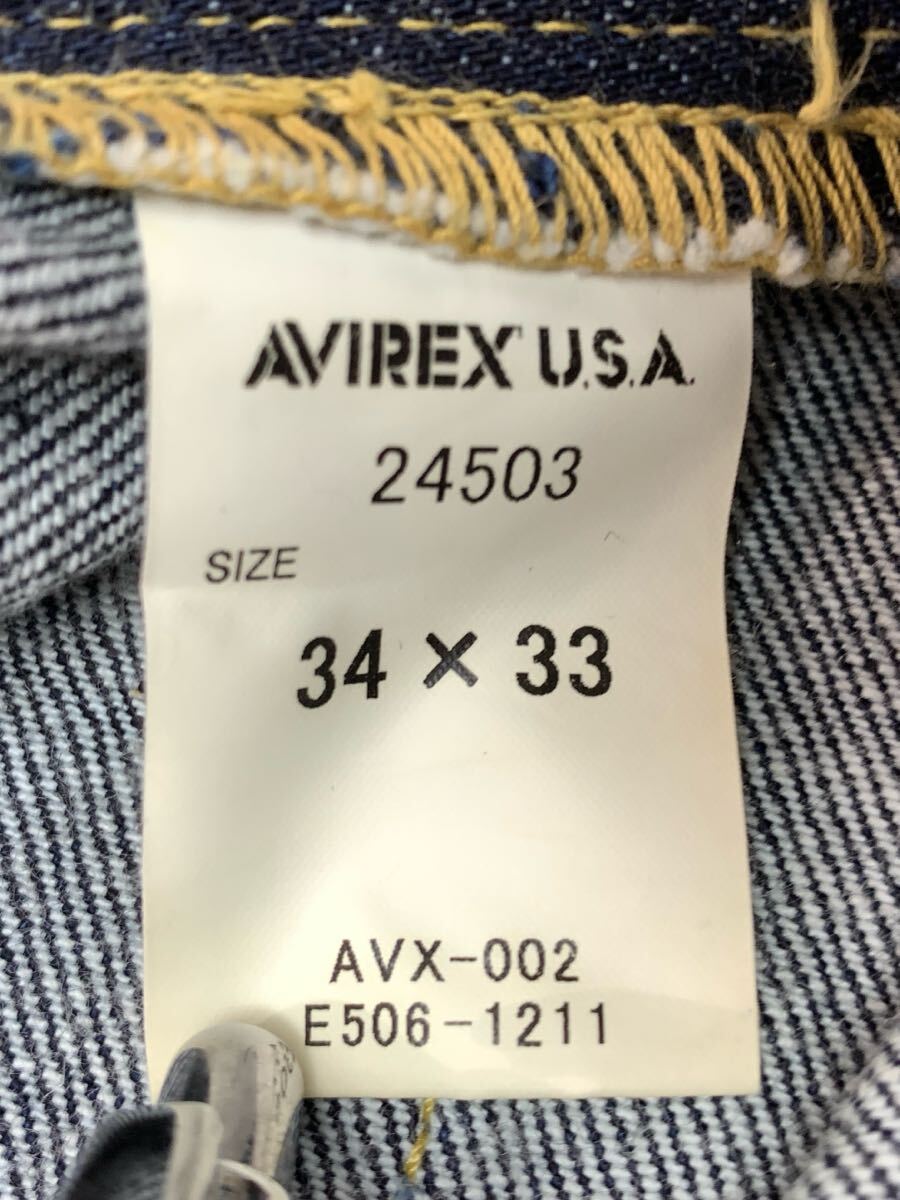 AVIREX U.S.A.
24503
SIZE
34 × 33
AVX-002
E506-1211